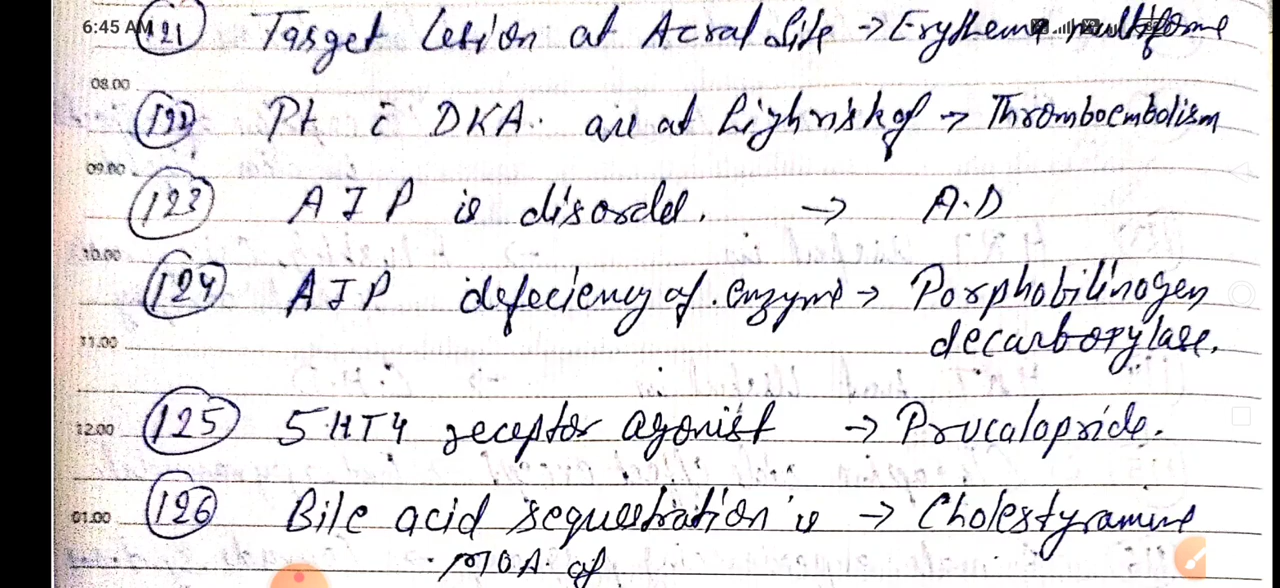 6:45 AM
(121) Target Lesion at Acral site → Erythema multiforme
08.00
(122) Pt c̄ DKA. are at high risk of → Thromboembolism
09.00
(123) AIP is disorder. → A.D
10.00
(124) AIP defeciency of enzyme → Porphobilinogen
11.00 decarboxylase.
12.00 (125) 5HT4 receptor agonist → Prucalopride.
01.00 (126) Bile acid sequestration is → Cholestyramine
MOA of